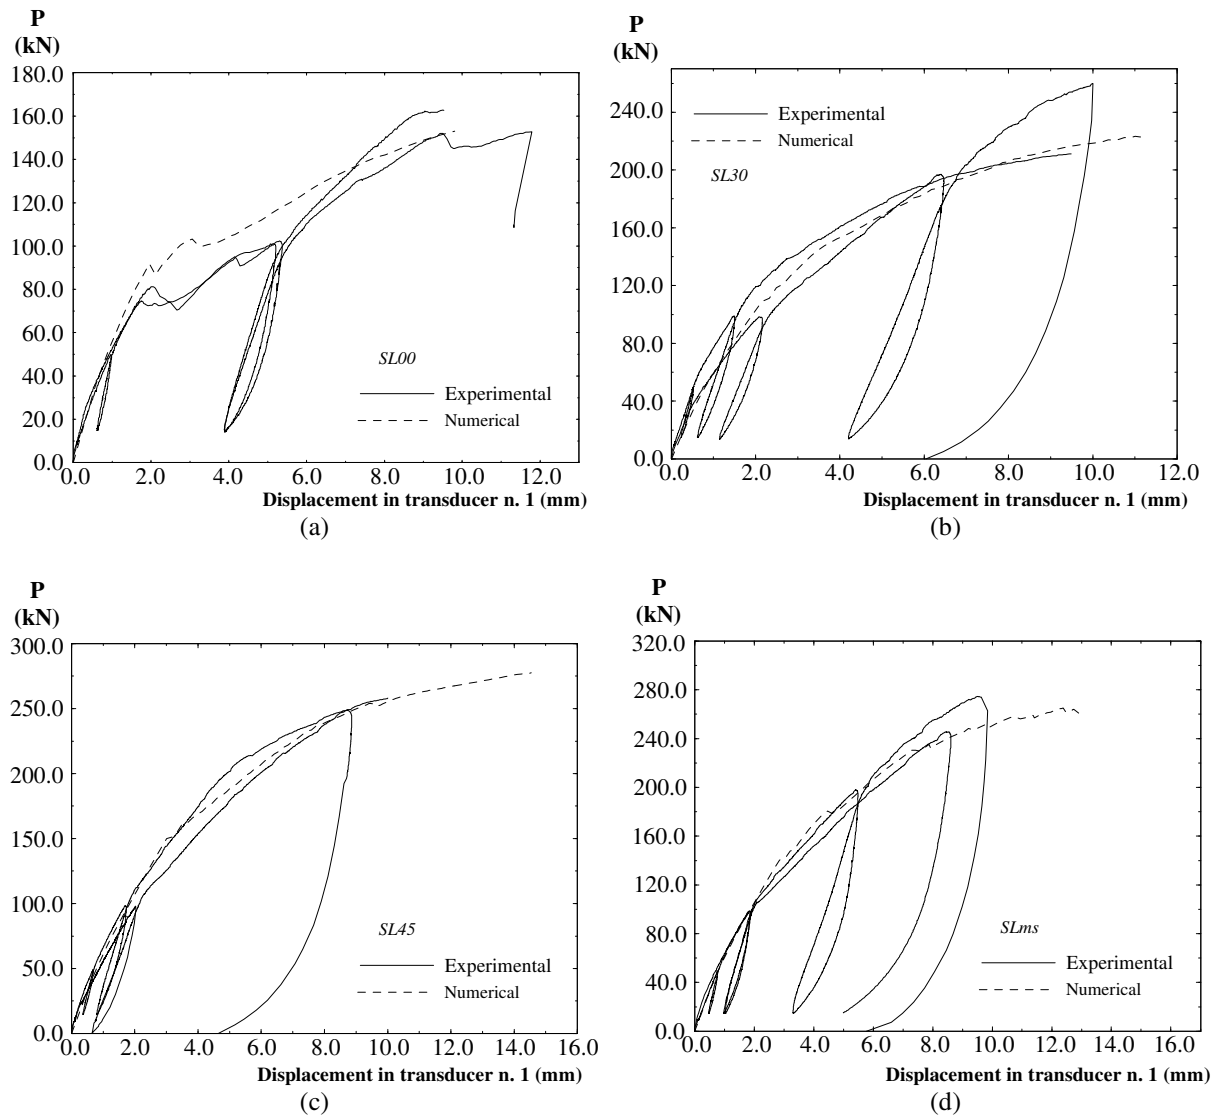 P
(kN)
180.0
160.0
140.0
120.0
100.0
80.0
60.0
40.0
20.0
0.0
SL00
Experimental
Numerical
0.0 2.0 4.0 6.0 8.0 10.0 12.0
Displacement in transducer n. 1 (mm)
(a)
P
(kN)
240.0
200.0
160.0
120.0
80.0
40.0
0.0
Experimental
Numerical
SL30
0.0 2.0 4.0 6.0 8.0 10.0 12.0
Displacement in transducer n. 1 (mm)
(b)
P
(kN)
300.0
250.0
200.0
150.0
100.0
50.0
0.0
SL45
Experimental
Numerical
0.0 2.0 4.0 6.0 8.0 10.0 12.0 14.0 16.0
Displacement in transducer n. 1 (mm)
(c)
P
(kN)
320.0
280.0
240.0
200.0
160.0
120.0
80.0
40.0
0.0
SLms
Experimental
Numerical
0.0 2.0 4.0 6.0 8.0 10.0 12.0 14.0 16.0
Displacement in transducer n. 1 (mm)
(d)